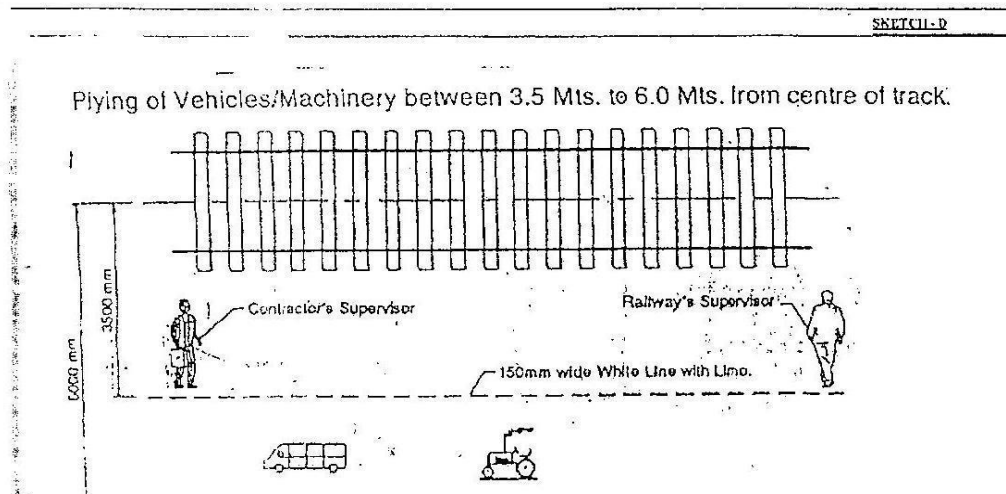 SKETCH-D
Plying of Vehicles/Machinery between 3.5 Mts. to 6.0 Mts. from centre of track.
Contractor's Supervisor
Railway's Supervisor
3500 mm
6000 mm
150mm wide White Line with Lime.